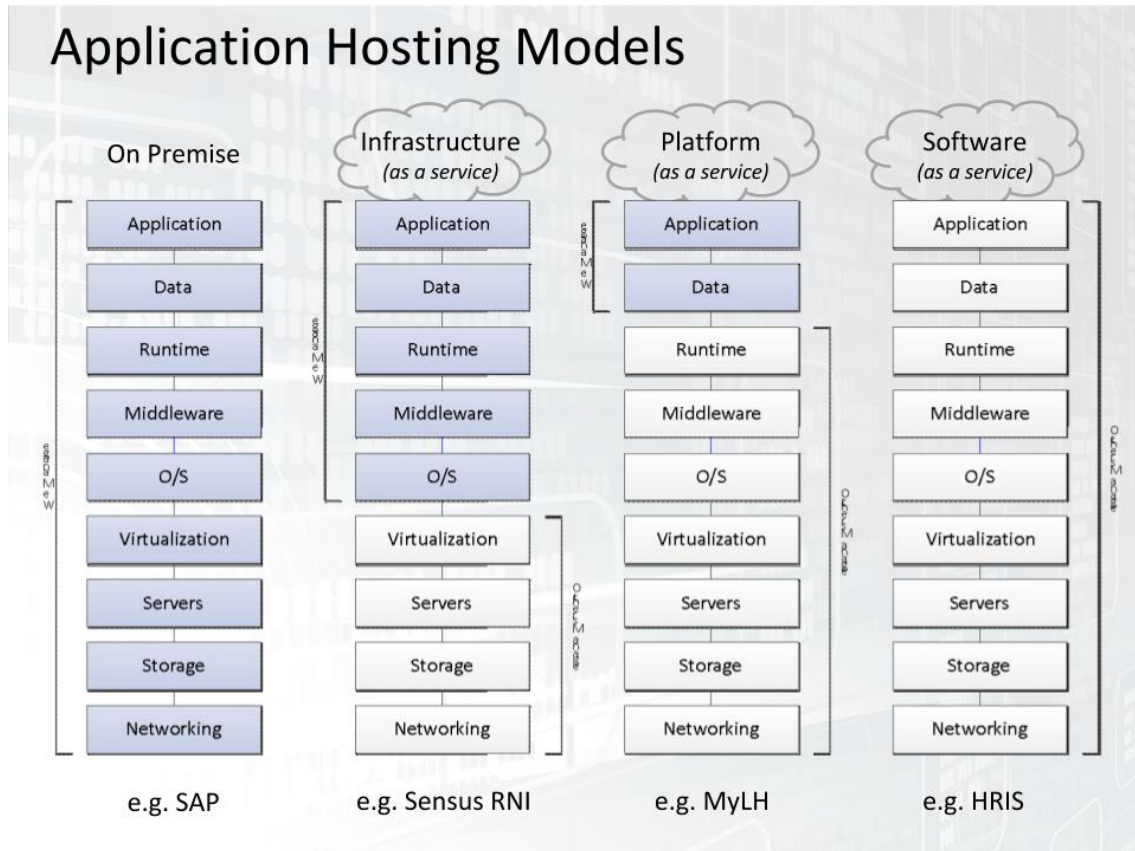 Application Hosting Models
On Premise
Application
Data
Runtime
Middleware
O/S
Virtualization
Servers
Storage
Networking
e.g. SAP
Infrastructure
(as a service)
Application
Data
Runtime
Middleware
O/S
Virtualization
Servers
Storage
Networking
e.g. Sensus RNI
Platform
(as a service)
Application
Data
Runtime
Middleware
O/S
Virtualization
Servers
Storage
Networking
e.g. MyLH
Software
(as a service)
Application
Data
Runtime
Middleware
O/S
Virtualization
Servers
Storage
Networking
e.g. HRIS